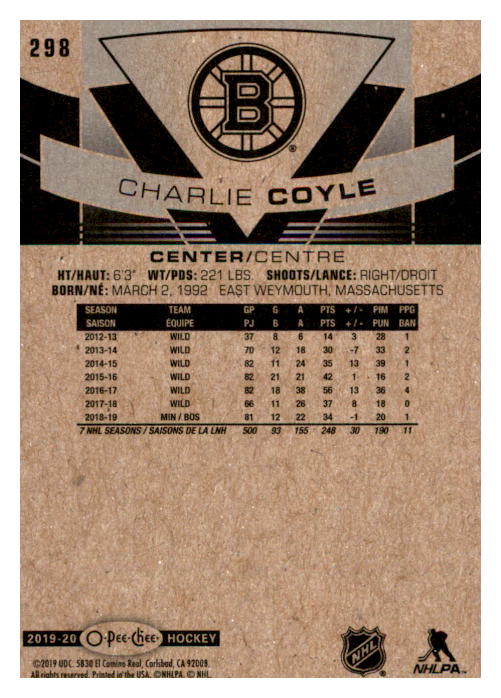 298
B
®
CHARLIE COYLE
CENTER/CENTRE
HT/HAUT: 6'3" WT/PDS: 221 LBS. SHOOTS/LANCE: RIGHT/DROIT
BORN/NÉ: MARCH 2, 1992 EAST WEYMOUTH, MASSACHUSETTS
SEASON TEAM GP G A PTS +/- PIM PPG
SAISON ÉQUIPE PJ B A PTS +/- PUN BAN
2012-13 WILD 37 8 6 14 3 28 1
2013-14 WILD 70 12 18 30 -7 33 2
2014-15 WILD 82 11 24 35 13 39 1
2015-16 WILD 82 21 21 42 1 16 2
2016-17 WILD 82 18 38 56 13 36 4
2017-18 WILD 66 11 26 37 8 18 0
2018-19 MIN / BOS 81 12 22 34 -1 20 1
7 NHL SEASONS / SAISONS DE LA LNH 500 93 155 248 30 190 11
2019-20 O-Pee-Chee HOCKEY
©2019 UDC. 5830 El Camino Real, Carlsbad, CA 92008.
All rights reserved. Printed in the USA. ©NHLPA. © NHL.
NHL ®
NHLPA™